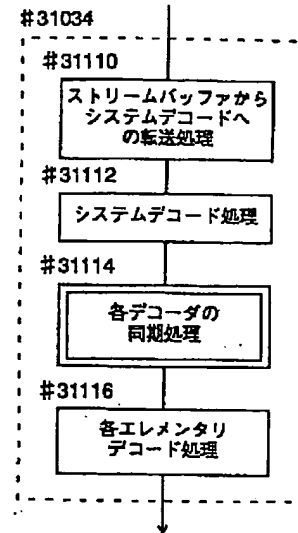 #31034
#31110
ストリームバッファから
システムデコードへ
の転送処理
#31112
システムデコード処理
#31114
各デコーダの
同期処理
#31116
各エレメンタリ
デコード処理